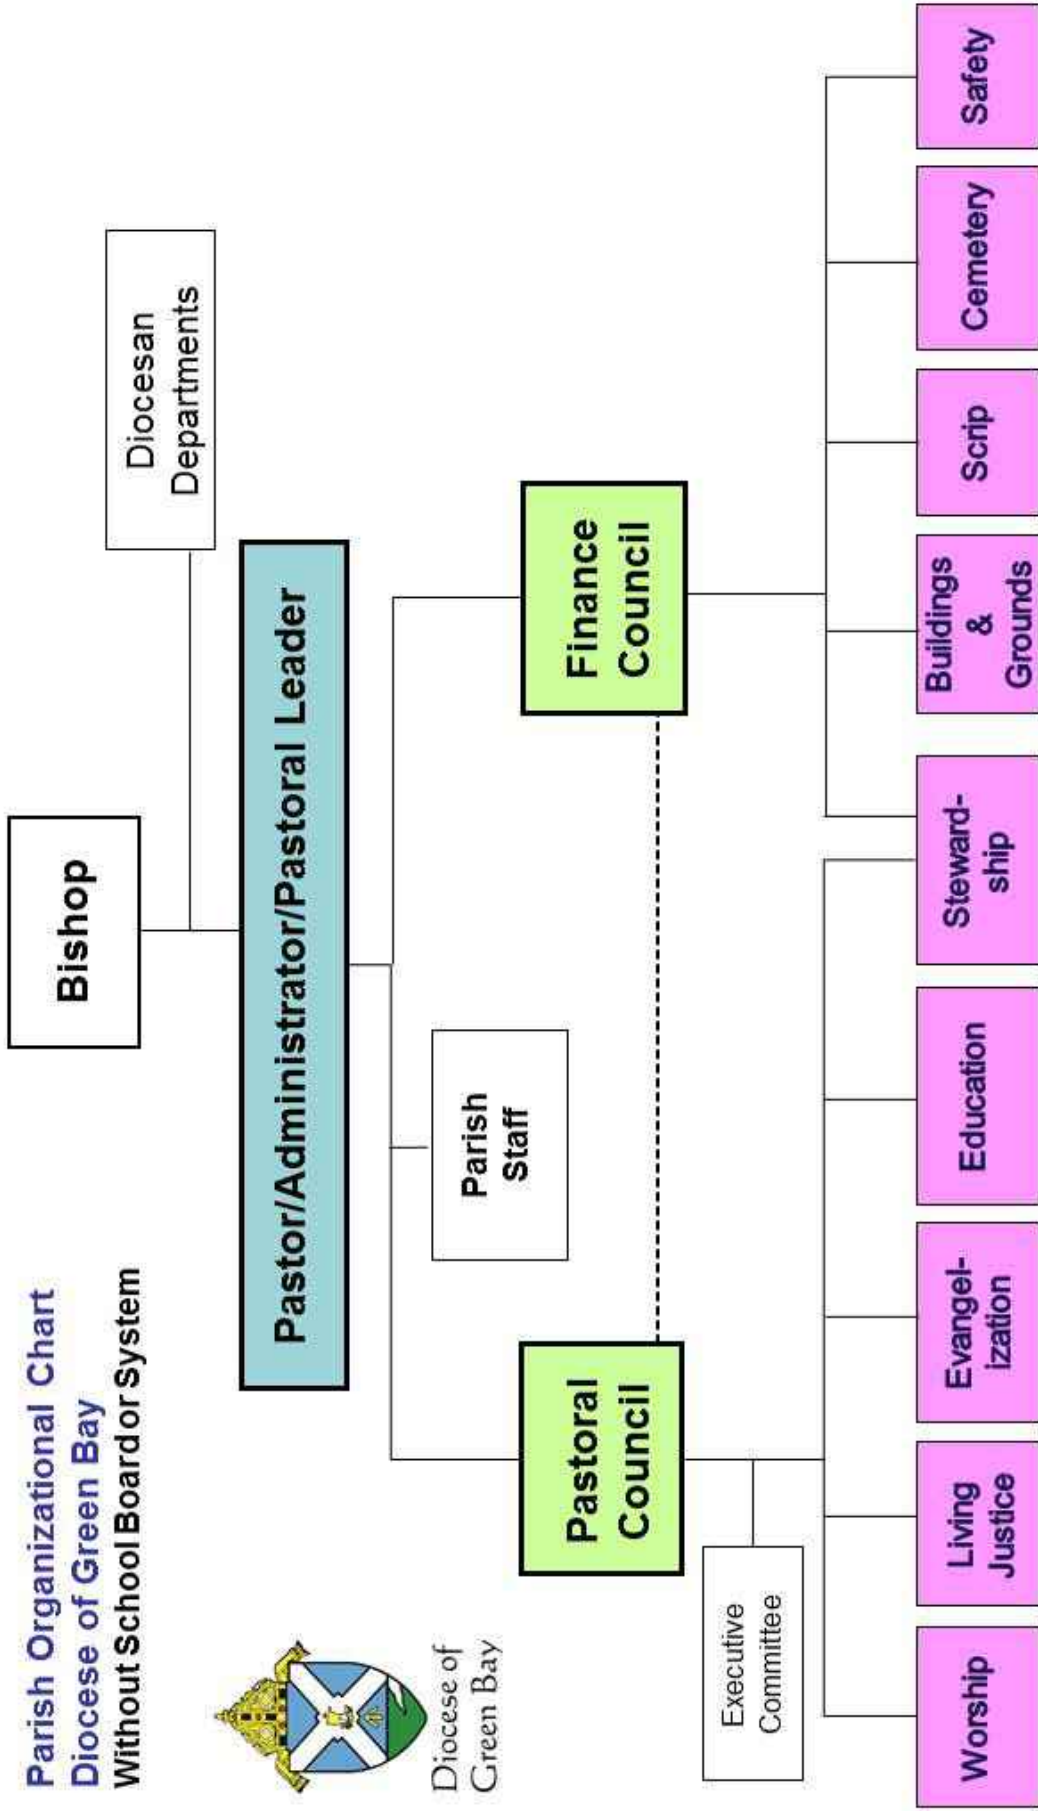 Parish Organizational Chart
Diocese of Green Bay
Without School Board or System
Bishop
Diocesan
Departments
Pastor/Administrator/Pastoral Leader
Diocese of
Green Bay
Parish
Staff
Pastoral
Council
Finance
Council
Executive
Committee
Worship
Living
Justice
Evangel-
ization
Education
Steward-
ship
Buildings
&
Grounds
Scrip
Cemetery
Safety